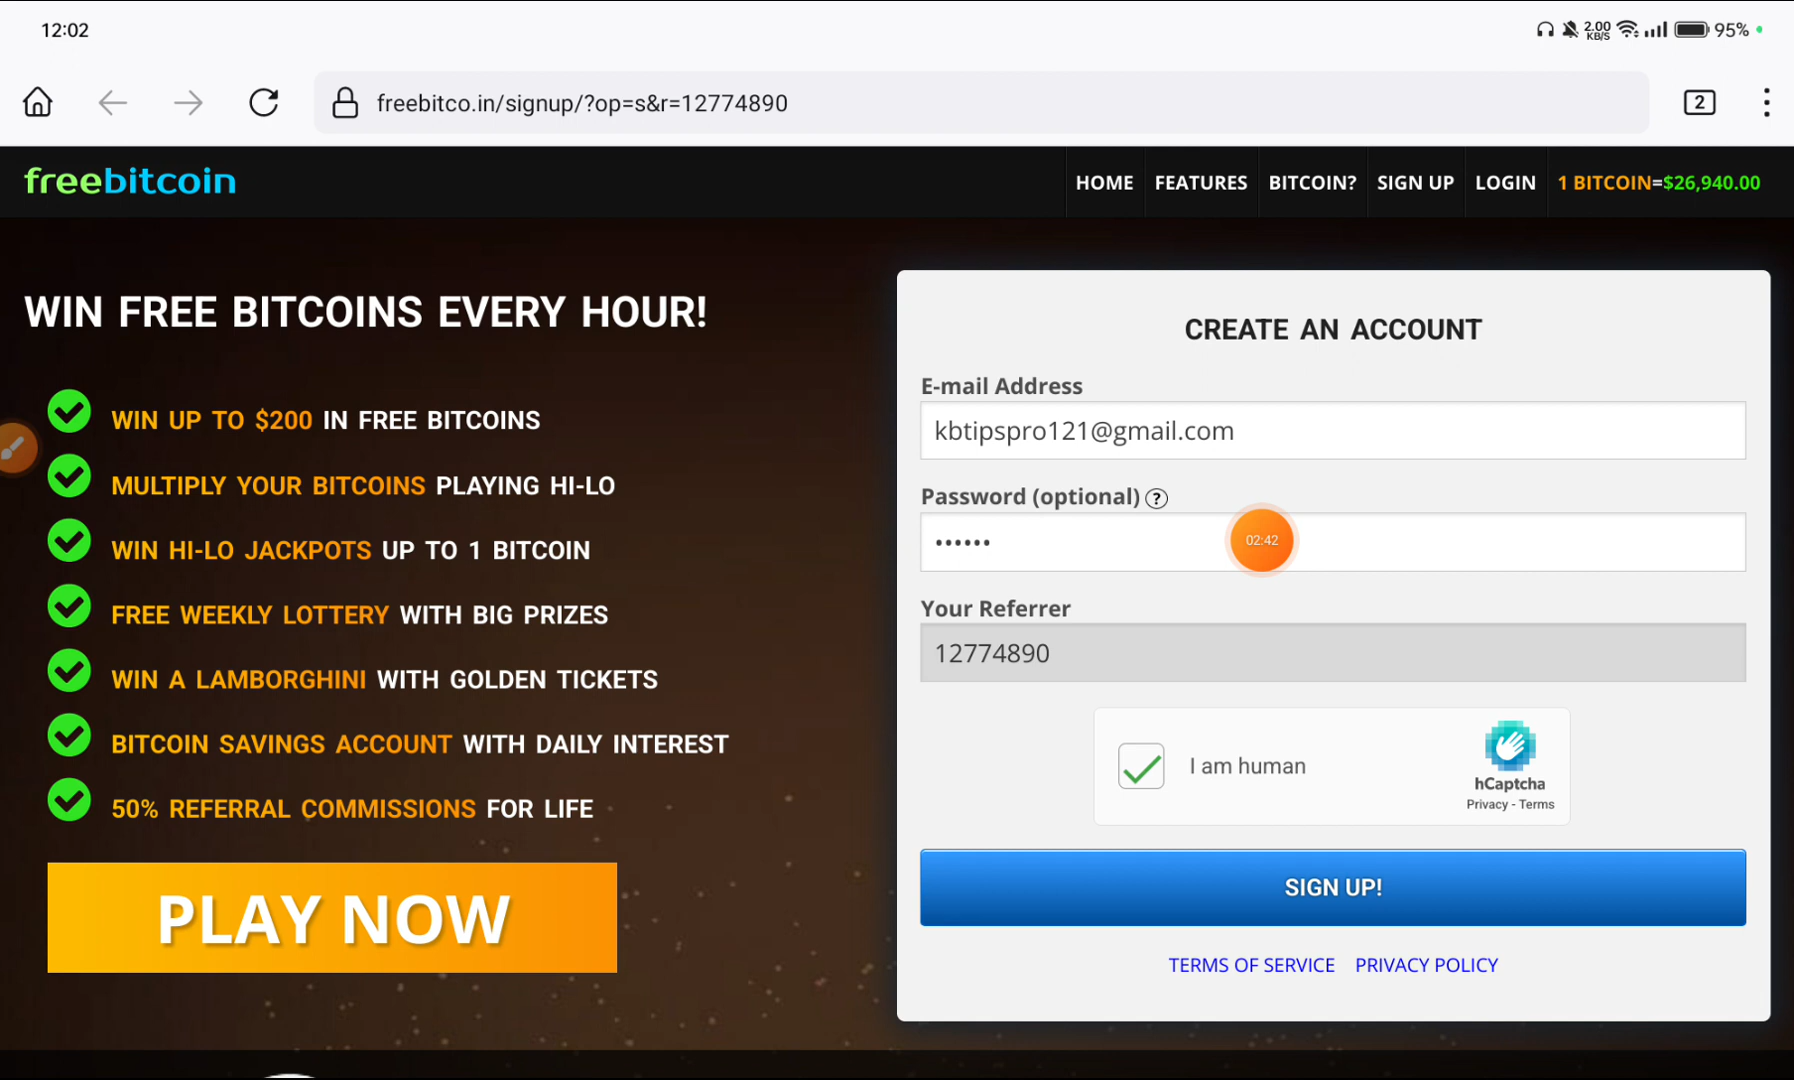 12:02
2.00 KB/S 95%
freebitco.in/signup/?op=s&r=12774890
2
freebitcoin
HOME FEATURES BITCOIN? SIGN UP LOGIN 1 BITCOIN=$26,940.00
WIN FREE BITCOINS EVERY HOUR!
WIN UP TO $200 IN FREE BITCOINS
MULTIPLY YOUR BITCOINS PLAYING HI-LO
WIN HI-LO JACKPOTS UP TO 1 BITCOIN
FREE WEEKLY LOTTERY WITH BIG PRIZES
WIN A LAMBORGHINI WITH GOLDEN TICKETS
BITCOIN SAVINGS ACCOUNT WITH DAILY INTEREST
50% REFERRAL COMMISSIONS FOR LIFE
PLAY NOW
CREATE AN ACCOUNT
E-mail Address
kbtipspro121@gmail.com
Password (optional) ?
••••••
02:42
Your Referrer
12774890
I am human
hCaptcha
Privacy - Terms
SIGN UP!
TERMS OF SERVICE PRIVACY POLICY